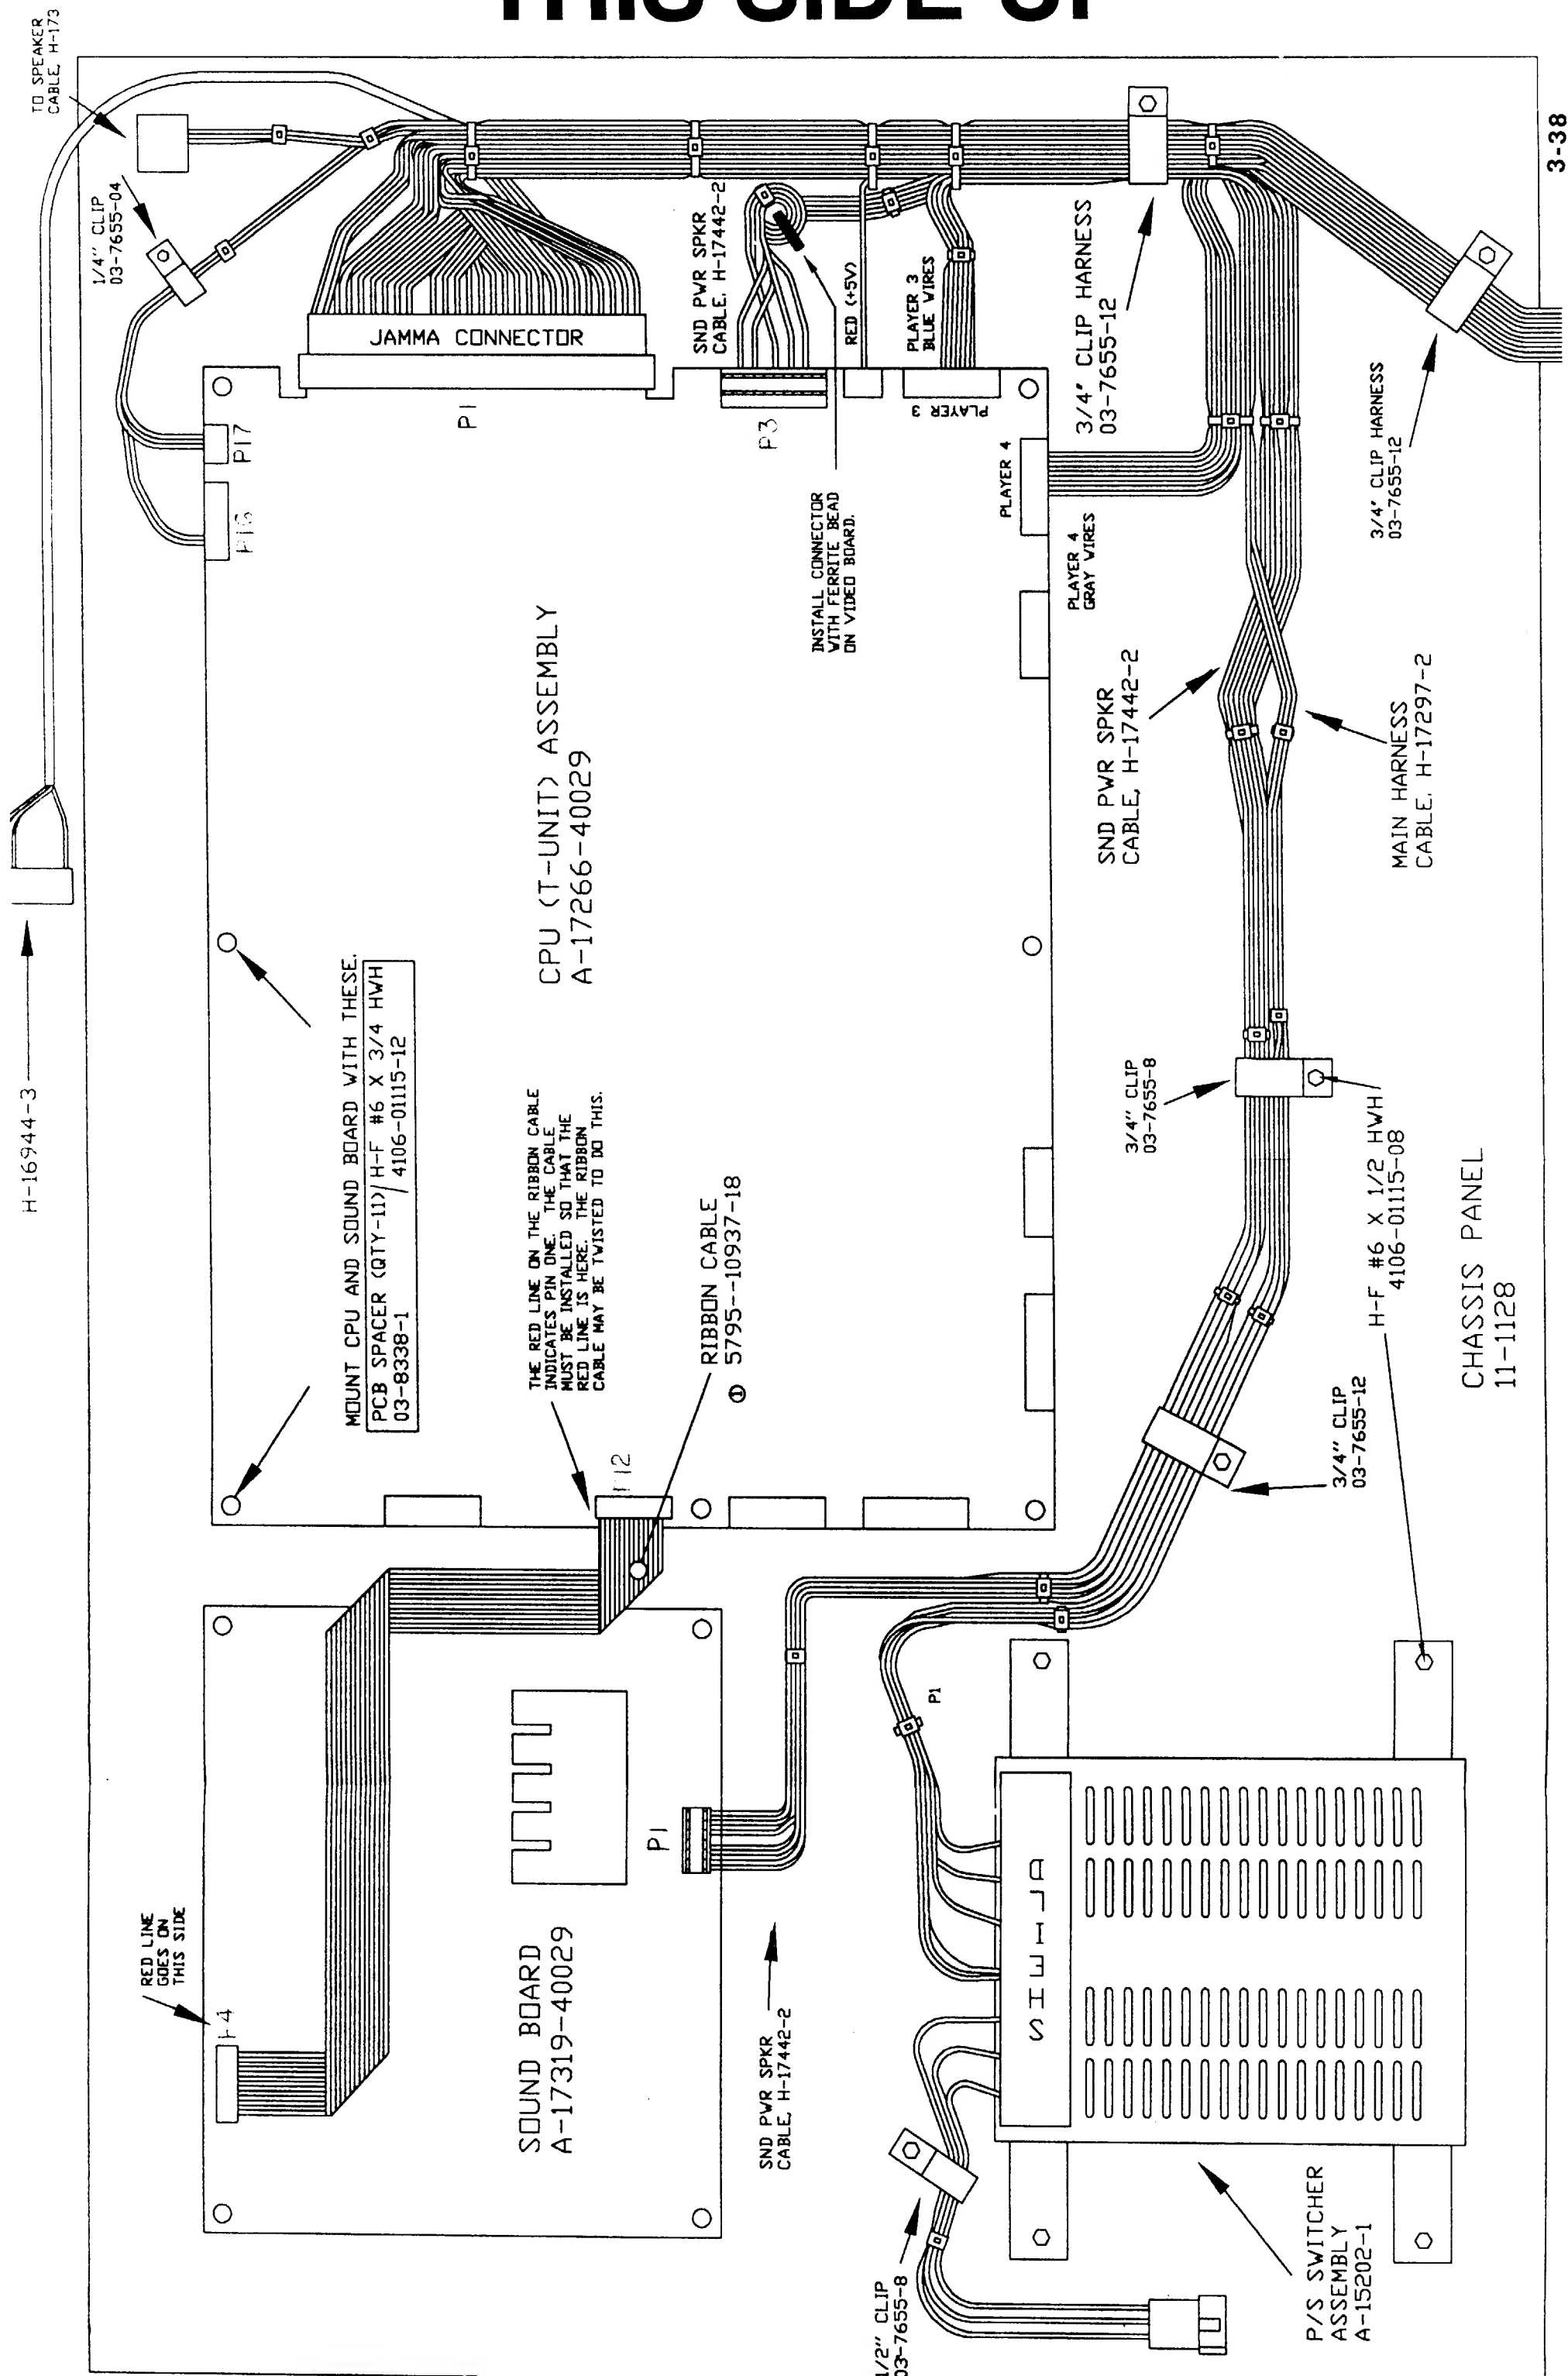 TO SPEAKER
CABLE, H-173
1/4" CLIP
03-7655-04
H-16944-3
JAMMA CONNECTOR
P1
P17
P16
SND PWR SPKR
CABLE, H-17442-2
RED (+5V)
PLAYER 3
BLUE WIRES
P3
PLAYER 3
3/4" CLIP HARNESS
03-7655-12
3-38
INSTALL CONNECTOR
WITH FERRITE BEAD
ON VIDEO BOARD.
PLAYER 4
PLAYER 4
GRAY WIRES
3/4" CLIP HARNESS
03-7655-12
CPU (T-UNIT) ASSEMBLY
A-17266-40029
SND PWR SPKR
CABLE, H-17442-2
MAIN HARNESS
CABLE, H-17297-2
MOUNT CPU AND SOUND BOARD WITH THESE.
PCB SPACER (QTY-11)/H-F #6 X 3/4 HWH
03-8338-1 / 4106-01115-12
THE RED LINE ON THE RIBBON CABLE
INDICATES PIN ONE. THE CABLE
MUST BE INSTALLED SO THAT THE
RED LINE IS HERE. THE RIBBON
CABLE MAY BE TWISTED TO DO THIS.
RIBBON CABLE
① 5795--10937-18
3/4" CLIP
03-7655-8
H-F #6 X 1/2 HWH
4106-01115-08
CHASSIS PANEL
11-1128
3/4" CLIP
03-7655-12
RED LINE
GOES ON
THIS SIDE
SOUND BOARD
A-17319-40029
P1
SND PWR SPKR
CABLE, H-17442-2
P1
1/2" CLIP
03-7655-8
P/S SWITCHER
ASSEMBLY
A-15202-1